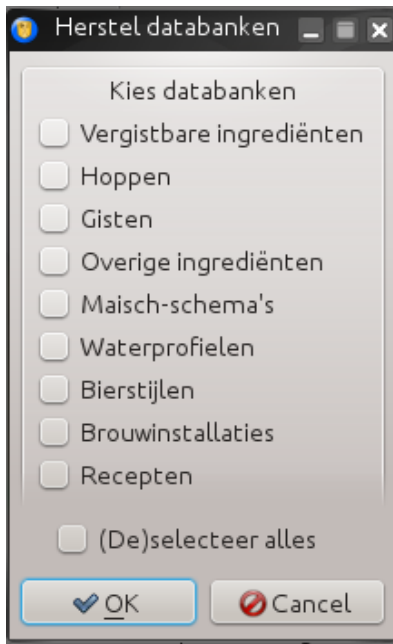 Herstel databanken
Kies databanken
Vergistbare ingrediënten
Hoppen
Gisten
Overige ingrediënten
Maisch-schema's
Waterprofielen
Bierstijlen
Brouwinstallaties
Recepten
(De)selecteer alles
OK
Cancel